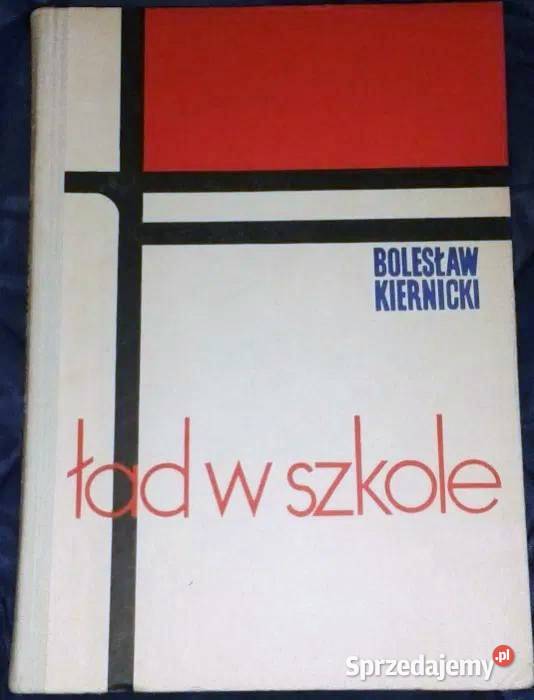 BOLESŁAW
KIERNICKI
ład w szkole
Sprzedajemy.pl